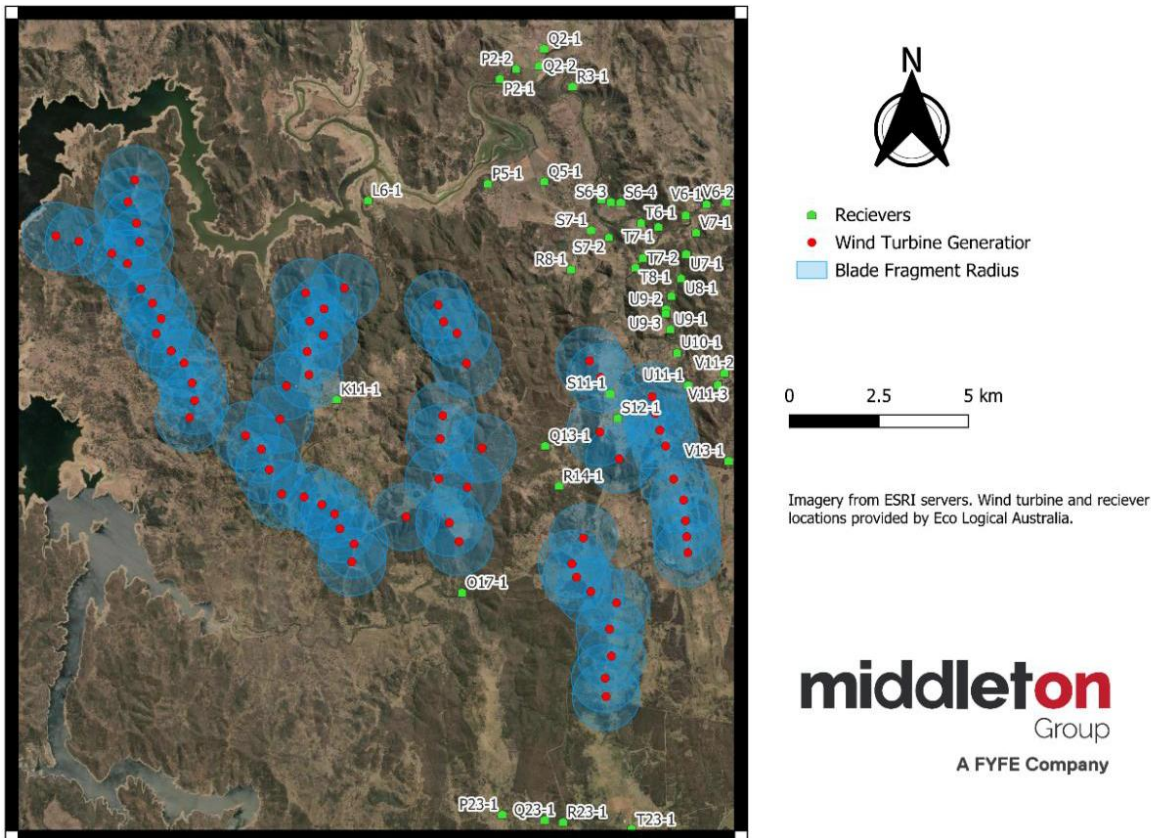 Q2-1
P2-2
Q2-2
P2-1
R3-1
P5-1
Q5-1
L6-1
S6-3
S6-4
V6-1
V6-2
T6-1
S7-1
V7-1
T7-1
S7-2
R8-1
T7-2
U7-1
T8-1
U8-1
U9-2
U9-3
U9-1
U10-1
V11-2
S11-1
U11-1
K11-1
V11-3
S12-1
Q13-1
V13-1
R14-1
O17-1
P23-1
Q23-1
R23-1
T23-1
N
Recievers
Wind Turbine Generatior
Blade Fragment Radius
0 2.5 5 km
Imagery from ESRI servers. Wind turbine and reciever
locations provided by Eco Logical Australia.
middleton
Group
A FYFE Company